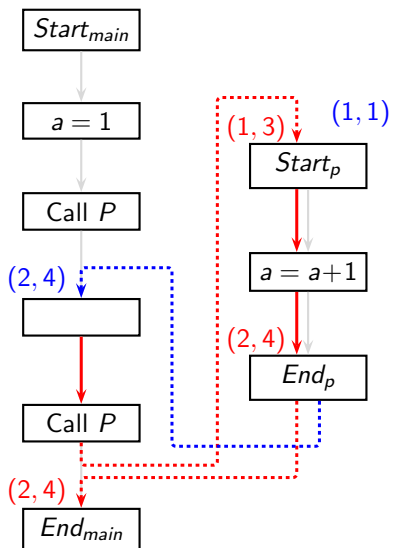 Start_main
a = 1
Call P
(2, 4)
Call P
(2, 4)
End_main
(1, 3)
(1, 1)
Start_p
a = a+1
(2, 4)
End_p